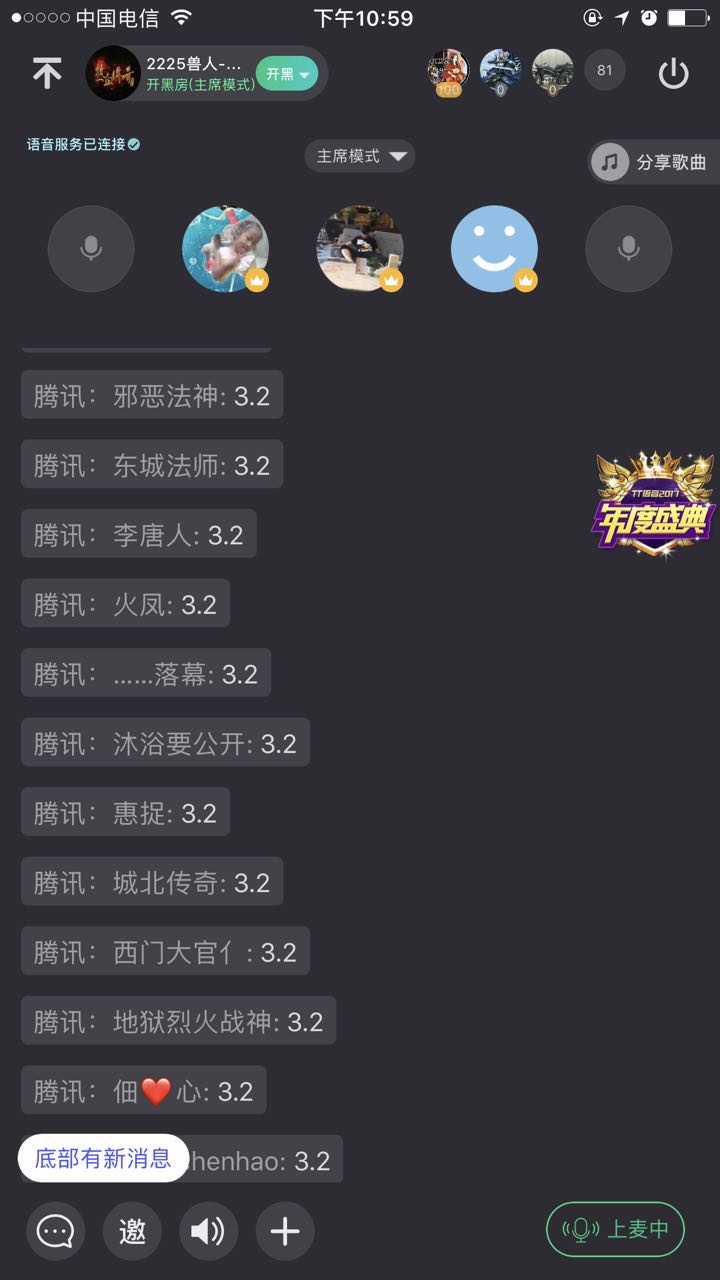 中国电信
下午10:59
2225兽人-...
开黑房(主席模式)
开黑
100
0
0
81
语音服务已连接
主席模式
分享歌曲
腾讯：邪恶法神: 3.2
腾讯：东城法师: 3.2
TT语音2017
年度盛典
腾讯：李唐人: 3.2
腾讯：火凤: 3.2
腾讯：......落幕: 3.2
腾讯：沐浴要公开: 3.2
腾讯：惠捉: 3.2
腾讯：城北传奇: 3.2
腾讯：西门大官亻: 3.2
腾讯：地狱烈火战神: 3.2
腾讯：佃❤️心: 3.2
底部有新消息
henhao: 3.2
邀
上麦中